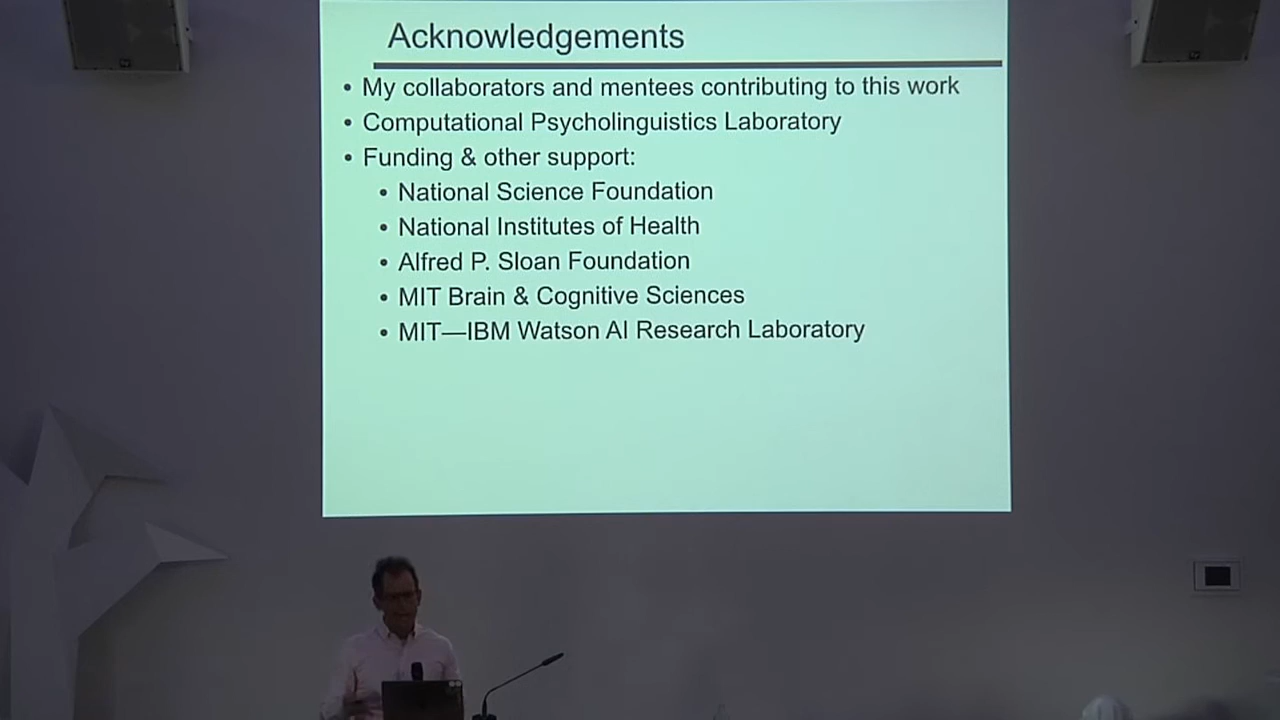 Acknowledgements
• My collaborators and mentees contributing to this work
• Computational Psycholinguistics Laboratory
• Funding & other support:
• National Science Foundation
• National Institutes of Health
• Alfred P. Sloan Foundation
• MIT Brain & Cognitive Sciences
• MIT—IBM Watson AI Research Laboratory